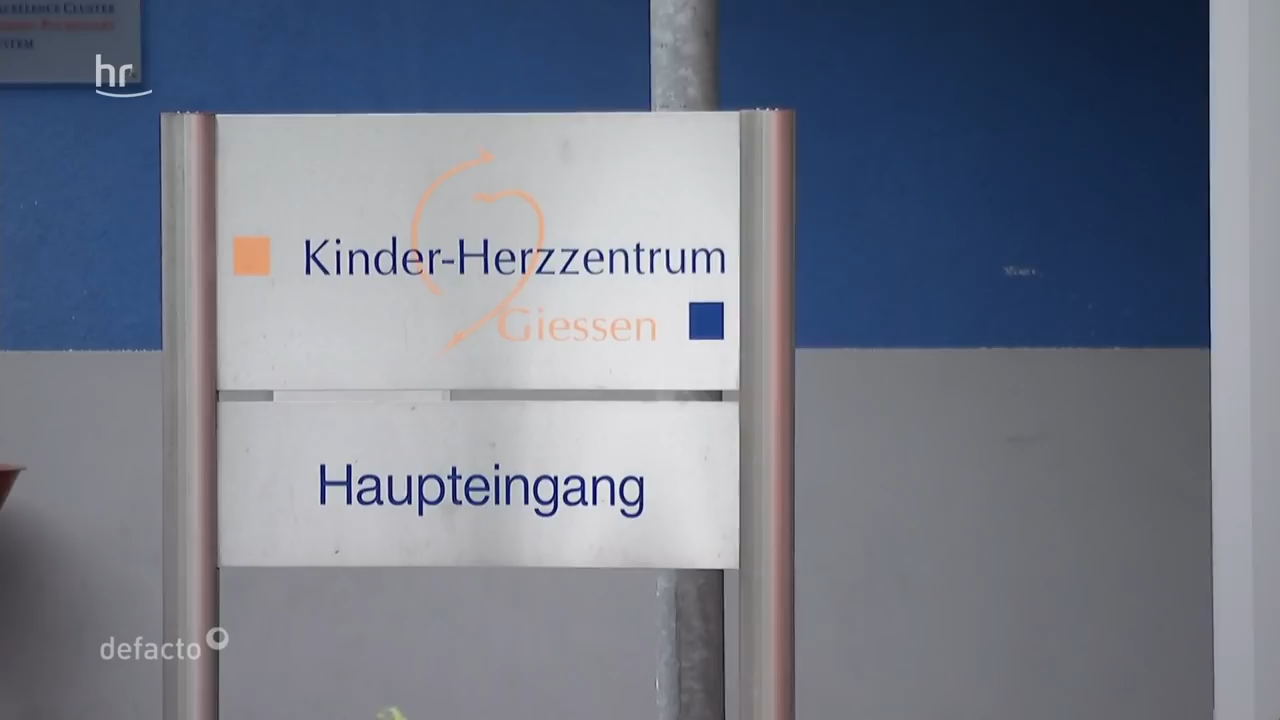 hr
Kinder-Herzzentrum
Giessen
Haupteingang
defacto